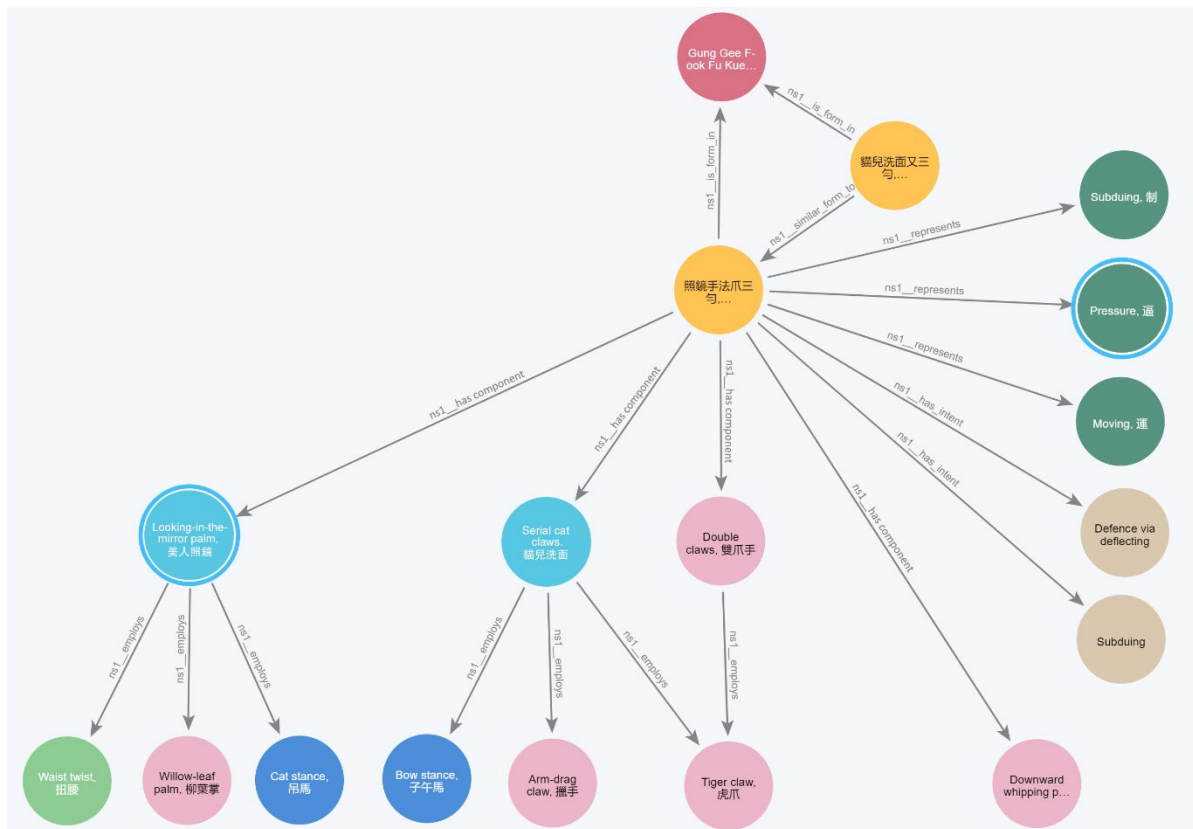 Gung Gee F-
ook Fu Kue...
ns1__is_form_in
ns1__is_form_in
貓兒洗面又三
勻,...
ns1__similar_form_to
照鏡手法爪三
勻,...
ns1__represents
Subduing, 制
ns1__represents
Pressure, 逼
ns1__represents
Moving, 運
ns1__has_intent
Defence via
deflecting
ns1__has_intent
Subduing
ns1__has component
ns1__has component
ns1__has component
ns1__has component
Looking-in-the-
mirror palm,
美人照鏡
Serial cat
claws.
貓兒洗面
Double
claws, 雙爪手
ns1__employs
ns1__employs
ns1__employs
ns1__employs
ns1__employs
ns1__employs
ns1__employs
Waist twist,
扭腰
Willow-leaf
palm, 柳葉掌
Cat stance,
吊馬
Bow stance,
子午馬
Arm-drag
claw, 擸手
Tiger claw,
虎爪
Downward
whipping p...